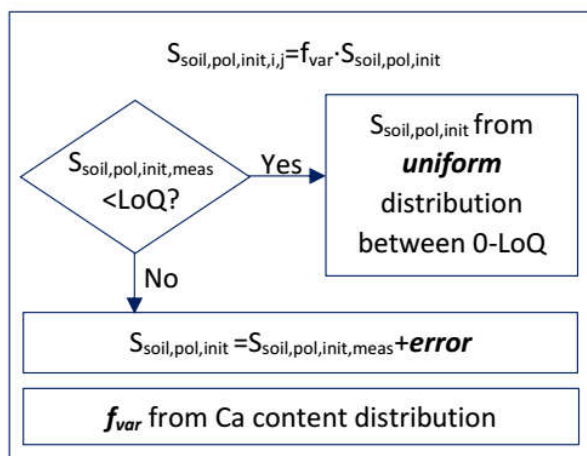 Ssoil,pol,init,i,j=fvar·Ssoil,pol,init
Ssoil,pol,init,meas
<LoQ?
Yes
Ssoil,pol,init from
uniform
distribution
between 0-LoQ
No
Ssoil,pol,init =Ssoil,pol,init,meas+error
fvar from Ca content distribution